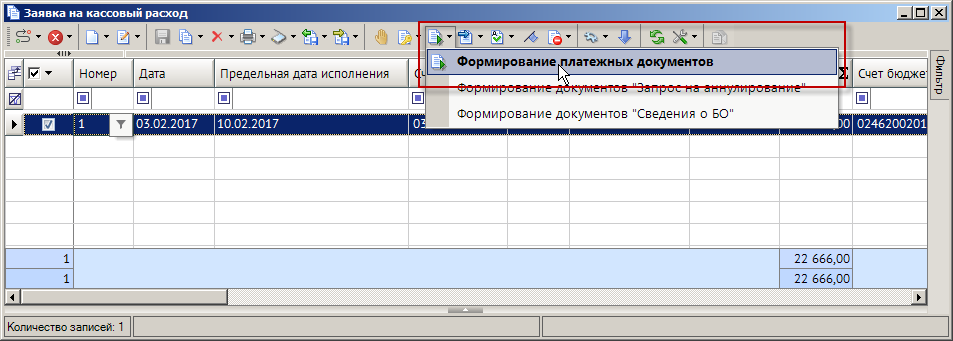 Заявка на кассовый расход
Формирование платежных документов
Номер Дата Предельная дата исполнения Σ Счет бюджет
Формирование документов "Запрос на аннулирование"
Формирование документов "Сведения о БО"
1 03.02.2017 10.02.2017 03 0246200201
1 22 666,00
1 22 666,00
Количество записей: 1
Фильтр